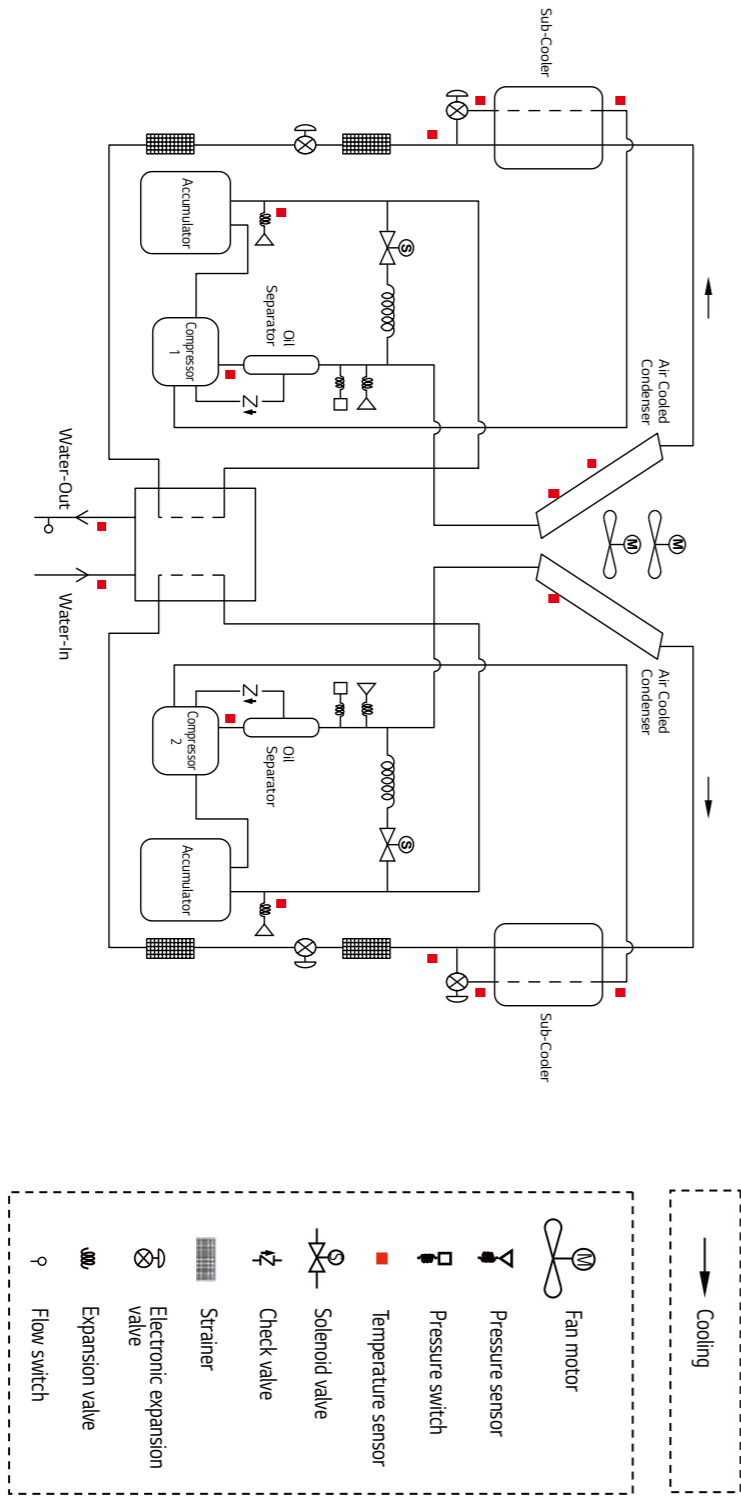 Sub-Cooler
Accumulator
Compressor
1
Oil
Separator
Air Cooled
Condenser
M
M
S
Water-Out
Water-In
Air Cooled
Condenser
Compressor
2
Oil
Separator
S
Accumulator
Sub-Cooler
Cooling
M
Fan motor
Pressure sensor
Pressure switch
Temperature sensor
S
Solenoid valve
Check valve
Strainer
Electronic expansion
valve
Expansion valve
Flow switch